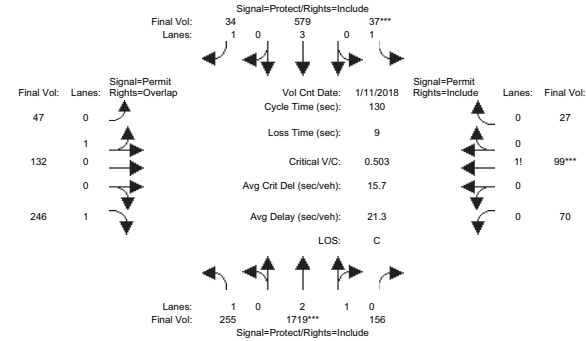 Signal=Protect/Rights=Include
Final Vol: 34 579 37***
Lanes: 1 0 3 0 1
Signal=Permit Signal=Permit
Final Vol: Lanes: Rights=Overlap Vol Cnt Date: 1/11/2018 Rights=Include Lanes: Final Vol:
Cycle Time (sec): 130
47 0 0 27
Loss Time (sec): 9
1 0
132 0 Critical V/C: 0.503 1! 99***
0 Avg Crit Del (sec/veh): 15.7 0
246 1 Avg Delay (sec/veh): 21.3 0 70
LOS: C
Lanes: 1 0 2 1 0
Final Vol: 255 1719*** 156
Signal=Protect/Rights=Include